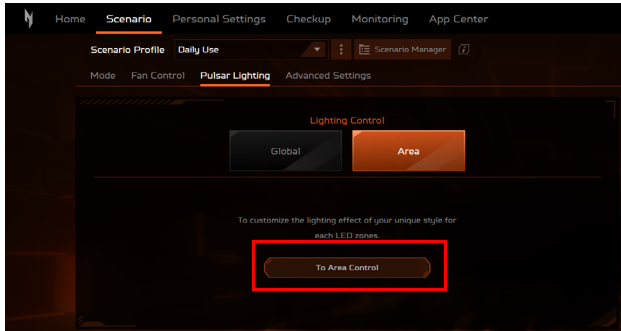 Home Scenario Personal Settings Checkup Monitoring App Center
Scenario Profile Daily Use Scenario Manager
Mode Fan Control Pulsar Lighting Advanced Settings
Lighting Control
Global Area
To customize the lighting effect of your unique style for
each LED zones.
To Area Control